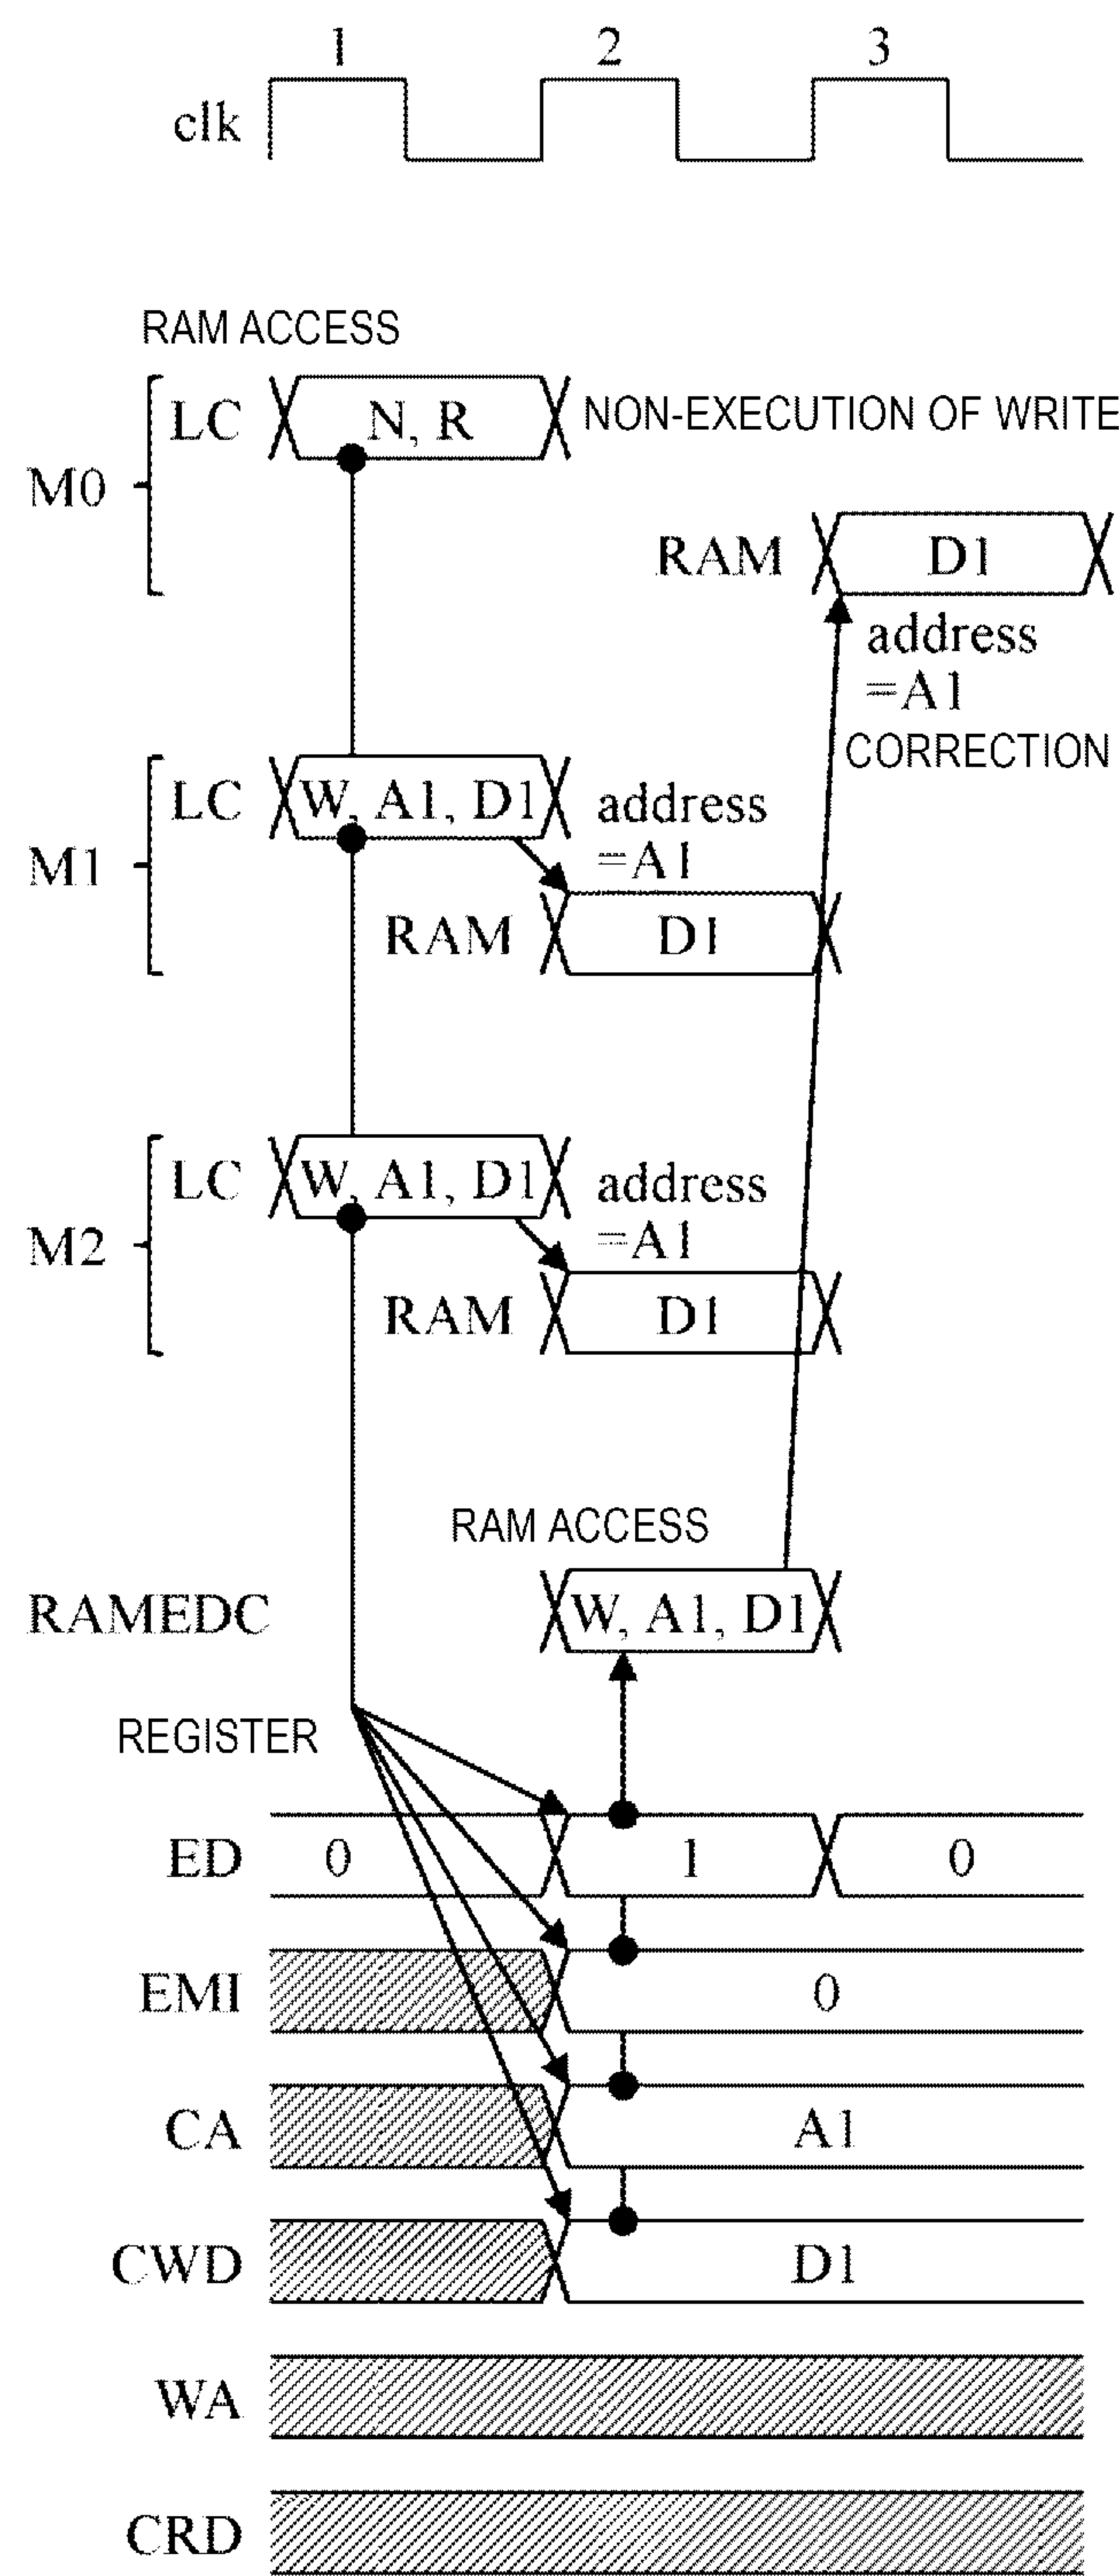 1 2 3
clk
RAM ACCESS
LC N, R NON-EXECUTION OF WRITE
M0
RAM D1
address
=A1
CORRECTION
LC W, A1, D1 address
=A1
M1
RAM D1
LC W, A1, D1 address
=A1
M2
RAM D1
RAM ACCESS
RAMEDC W, A1, D1
REGISTER
ED 0 1 0
EMI 0
CA A1
CWD D1
WA
CRD